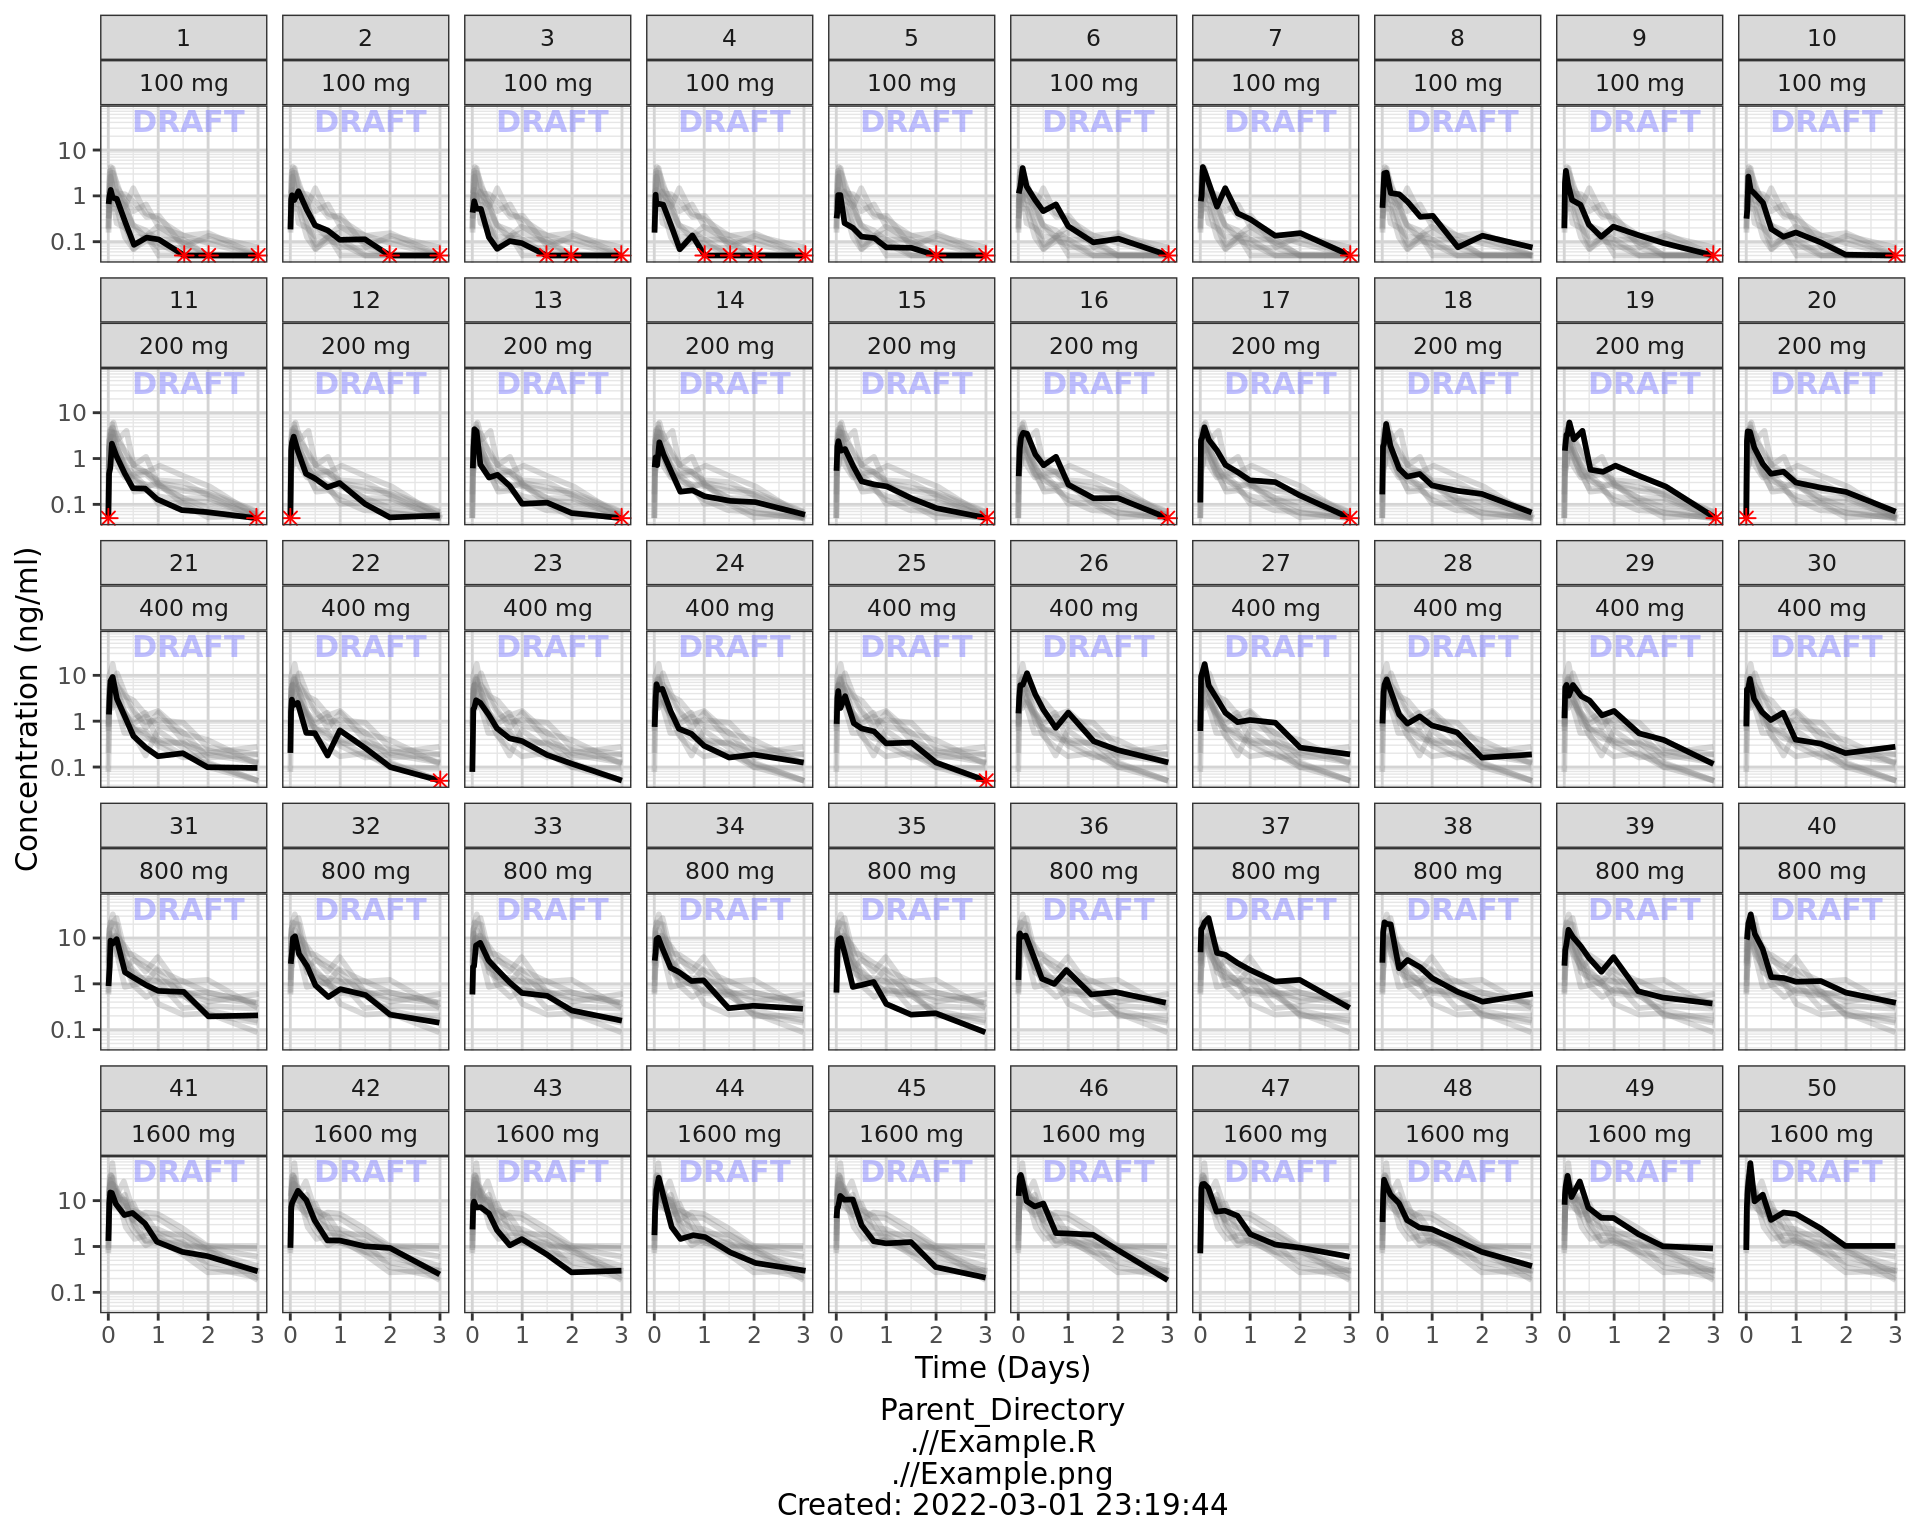 1 2 3 4 5 6 7 8 9 10
100 mg 100 mg 100 mg 100 mg 100 mg 100 mg 100 mg 100 mg 100 mg 100 mg
DRAFT DRAFT DRAFT DRAFT DRAFT DRAFT DRAFT DRAFT DRAFT DRAFT
10
1
0.1
11 12 13 14 15 16 17 18 19 20
200 mg 200 mg 200 mg 200 mg 200 mg 200 mg 200 mg 200 mg 200 mg 200 mg
DRAFT DRAFT DRAFT DRAFT DRAFT DRAFT DRAFT DRAFT DRAFT DRAFT
10
1
0.1
Concentration (ng/ml)
21 22 23 24 25 26 27 28 29 30
400 mg 400 mg 400 mg 400 mg 400 mg 400 mg 400 mg 400 mg 400 mg 400 mg
DRAFT DRAFT DRAFT DRAFT DRAFT DRAFT DRAFT DRAFT DRAFT DRAFT
10
1
0.1
31 32 33 34 35 36 37 38 39 40
800 mg 800 mg 800 mg 800 mg 800 mg 800 mg 800 mg 800 mg 800 mg 800 mg
DRAFT DRAFT DRAFT DRAFT DRAFT DRAFT DRAFT DRAFT DRAFT DRAFT
10
1
0.1
41 42 43 44 45 46 47 48 49 50
1600 mg 1600 mg 1600 mg 1600 mg 1600 mg 1600 mg 1600 mg 1600 mg 1600 mg 1600 mg
DRAFT DRAFT DRAFT DRAFT DRAFT DRAFT DRAFT DRAFT DRAFT DRAFT
10
1
0.1
0 1 2 3 0 1 2 3 0 1 2 3 0 1 2 3 0 1 2 3 0 1 2 3 0 1 2 3 0 1 2 3 0 1 2 3 0 1 2 3
Time (Days)
Parent_Directory
.//Example.R
.//Example.png
Created: 2022-03-01 23:19:44